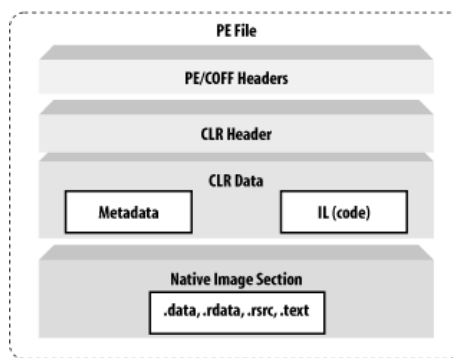 PE File
PE/COFF Headers
CLR Header
CLR Data
Metadata IL (code)
Native Image Section
.data, .rdata, .rsrc, .text